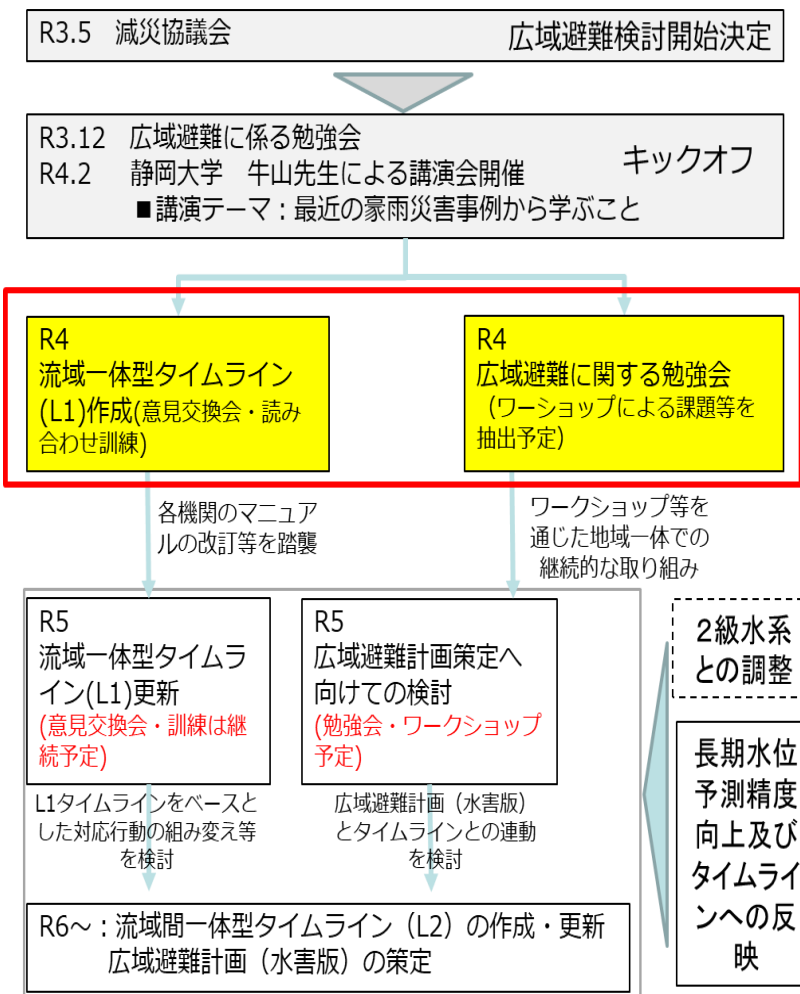 R3.5 減災協議会 広域避難検討開始決定
R3.12 広域避難に係る勉強会
R4.2 静岡大学 牛山先生による講演会開催
キックオフ
■講演テーマ：最近の豪雨災害事例から学ぶこと
R4
流域一体型タイムライン
(L1)作成(意見交換会・読み
合わせ訓練)
R4
広域避難に関する勉強会
（ワーショップによる課題等を
抽出予定）
各機関のマニュア
ルの改訂等を踏襲
ワークショップ等を
通じた地域一体での
継続的な取り組み
R5
流域一体型タイムラ
イン(L1)更新
(意見交換会・訓練は継
続予定)
R5
広域避難計画策定へ
向けての検討
(勉強会・ワークショップ
予定)
２級水系
との調整
長期水位
予測精度
向上及び
タイムライ
ンへの反
映
L1タイムラインをベースと
した対応行動の組み変え等
を検討
広域避難計画（水害版）
とタイムラインとの連動
を検討
R6～：流域間一体型タイムライン（L2）の作成・更新
広域避難計画（水害版）の策定